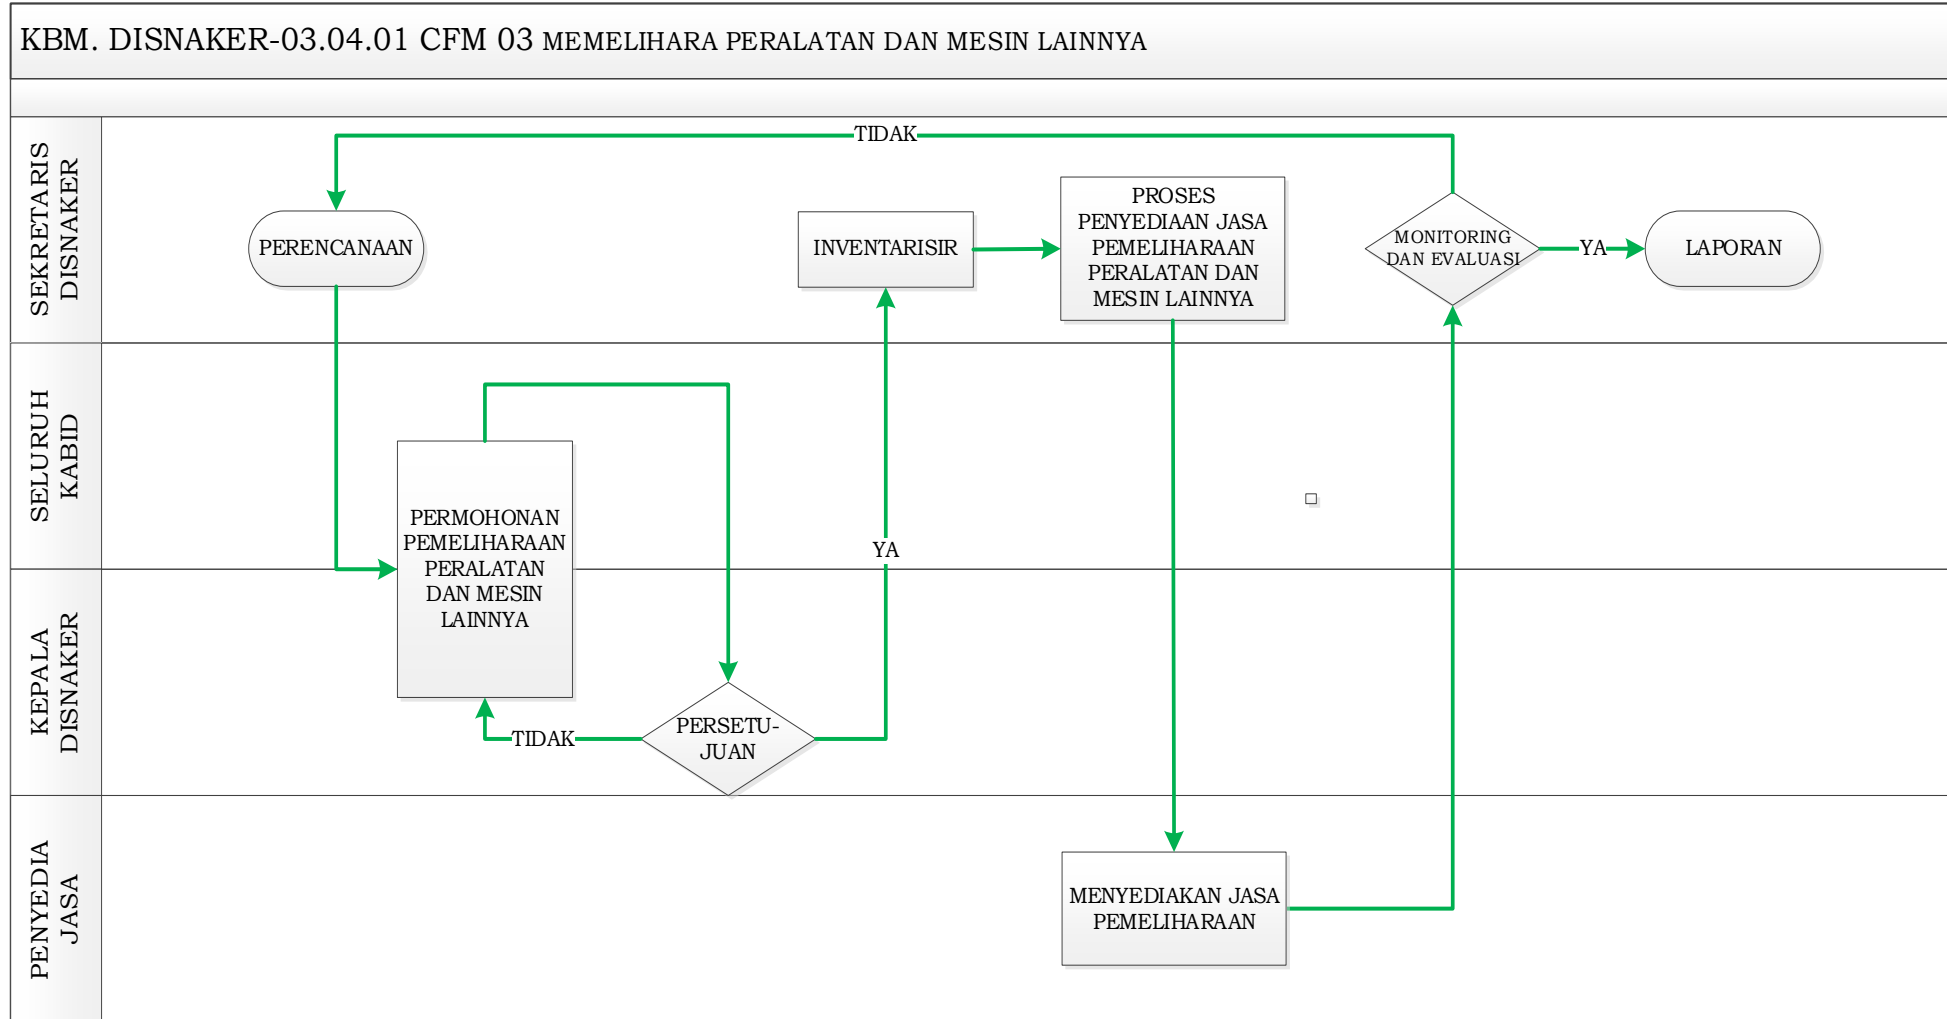 KBM. DISNAKER-03.04.01 CFM 03 MEMELIHARA PERALATAN DAN MESIN LAINNYA
SEKRETARIS
DISNAKER
TIDAK
PERENCANAAN
INVENTARISIR
PROSES
PENYEDIAAN JASA
PEMELIHARAAN
PERALATAN DAN
MESIN LAINNYA
MONITORING
DAN EVALUASI
YA
LAPORAN
SELURUH
KABID
PERMOHONAN
PEMELIHARAAN
PERALATAN
DAN MESIN
LAINNYA
YA
KEPALA
DISNAKER
TIDAK
PERSETU-
JUAN
PENYEDIA
JASA
MENYEDIAKAN JASA
PEMELIHARAAN